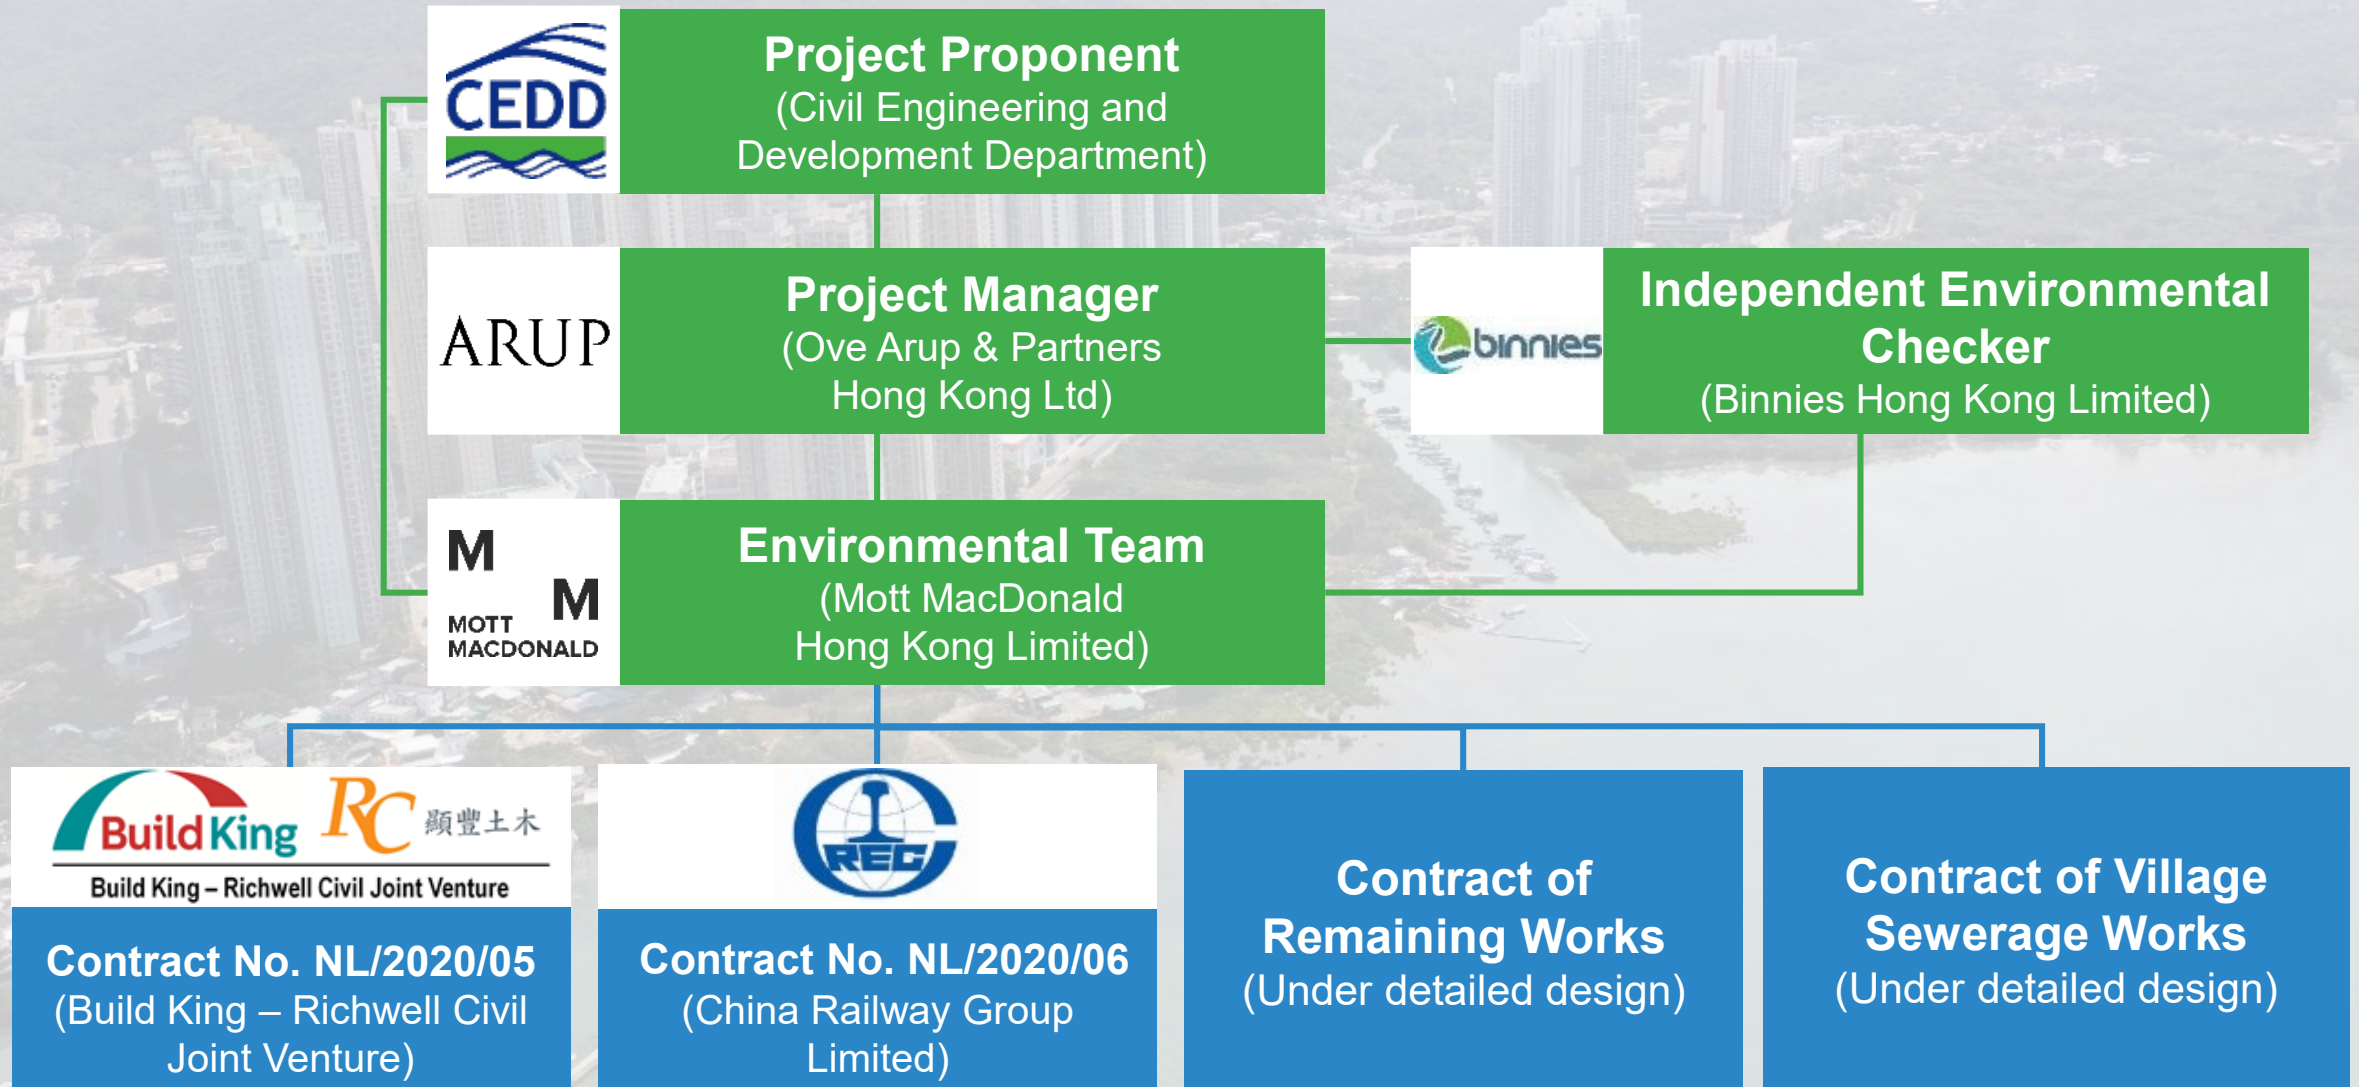 CEDD
Project Proponent
(Civil Engineering and
Development Department)
ARUP
Project Manager
(Ove Arup & Partners
Hong Kong Ltd)
binnies
Independent Environmental
Checker
(Binnies Hong Kong Limited)
M
M
MOTT
MACDONALD
Environmental Team
(Mott MacDonald
Hong Kong Limited)
Build King RC 顯豐土木
Build King – Richwell Civil Joint Venture
Contract No. NL/2020/05
(Build King – Richwell Civil
Joint Venture)
CREC
Contract No. NL/2020/06
(China Railway Group
Limited)
Contract of
Remaining Works
(Under detailed design)
Contract of Village
Sewerage Works
(Under detailed design)